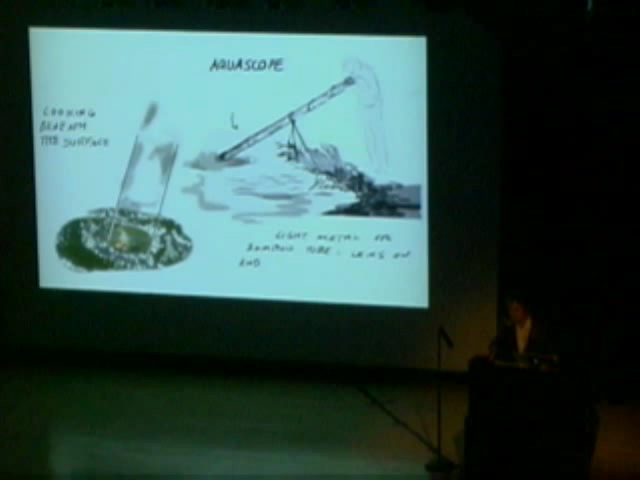 AQUASCOPE
LOOKING
BENEATH
THE SURFACE
LIGHT METAL OR
BAMBOO TUBE - LENS ON
END